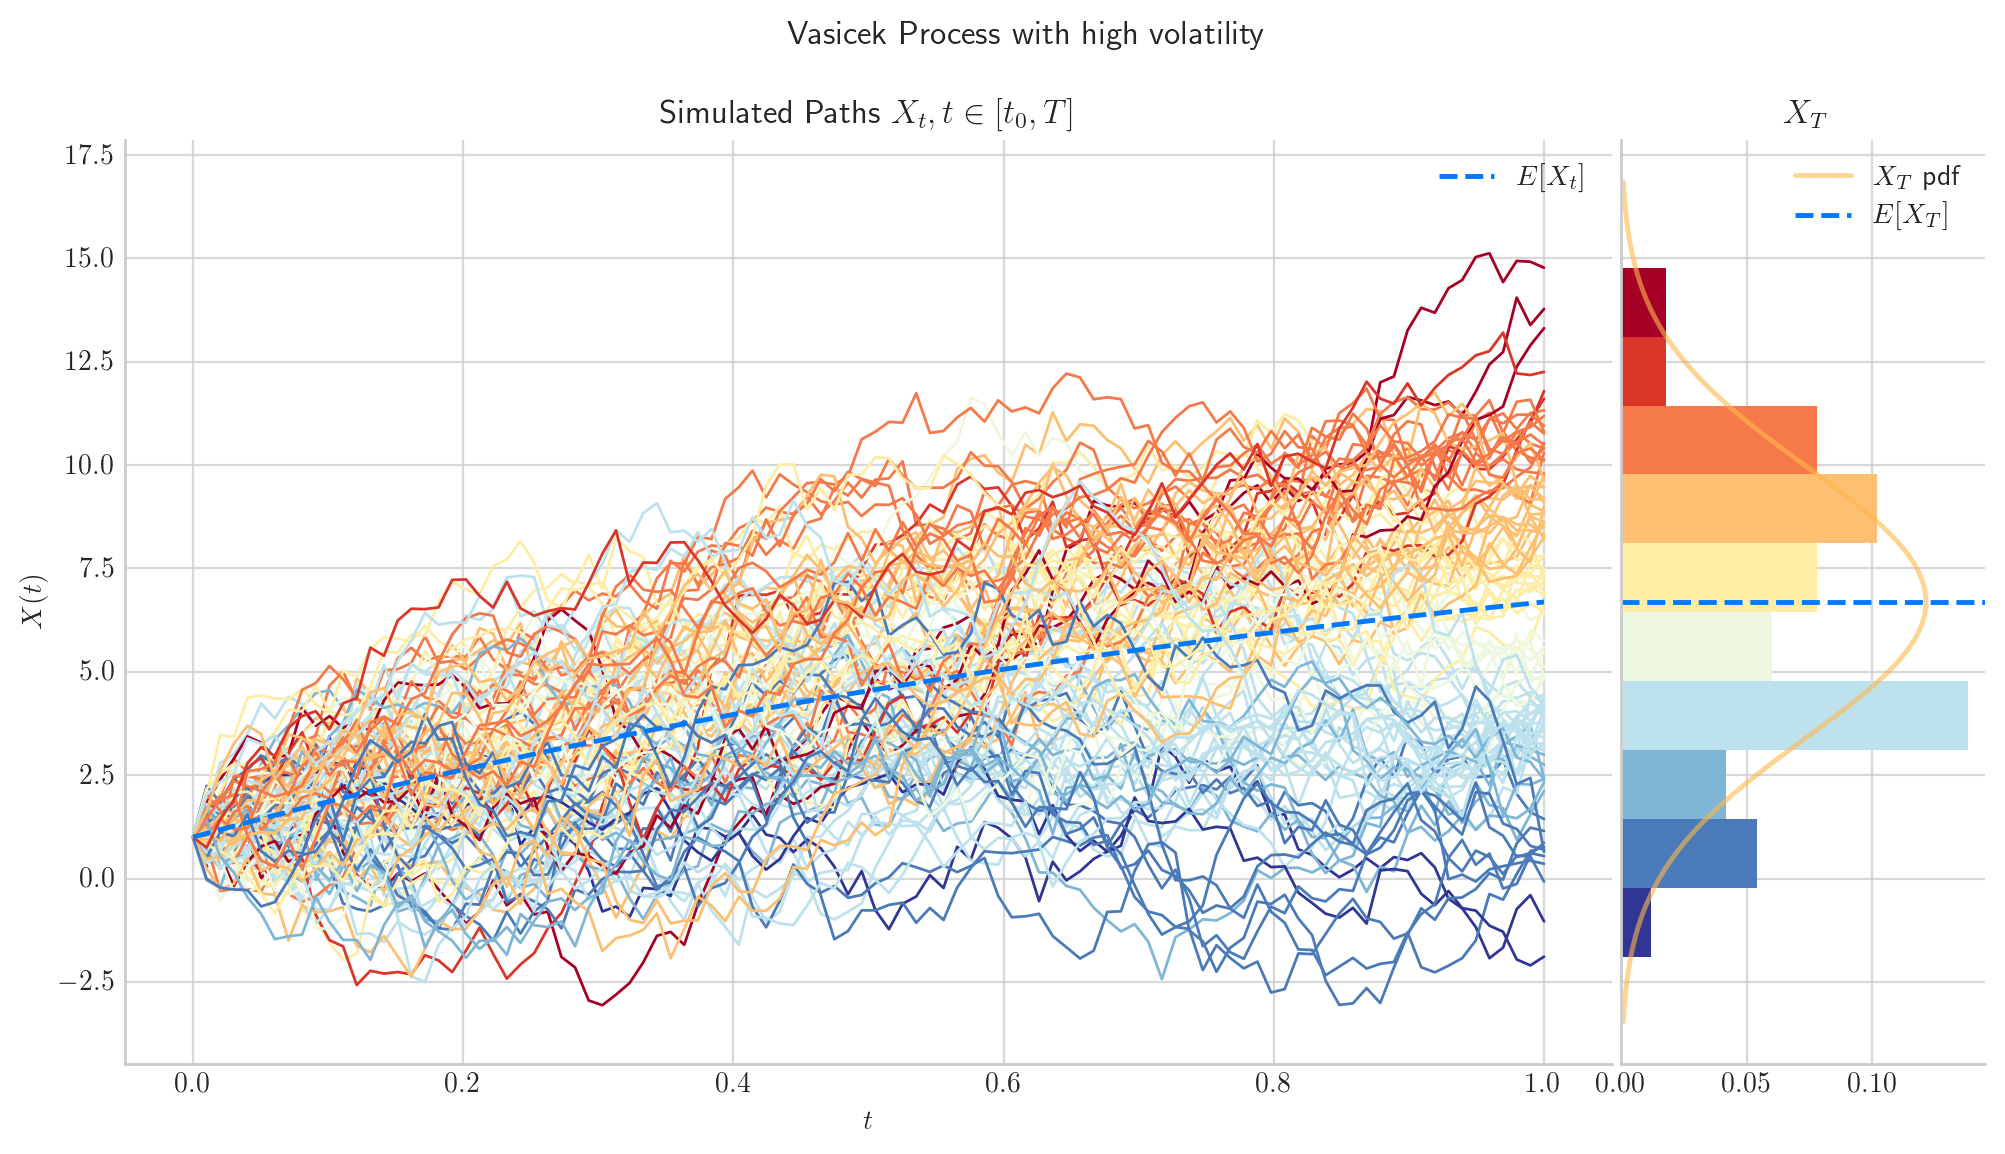 Vasicek Process with high volatility
Simulated Paths $X_t, t \in [t_0, T]$
$X_T$
17.5
15.0
12.5
10.0
7.5
5.0
2.5
0.0
−2.5
$X(t)$
$E[X_t]$
$X_T$ pdf
$E[X_T]$
0.0 0.2 0.4 0.6 0.8 1.0
0.00 0.05 0.10
$t$